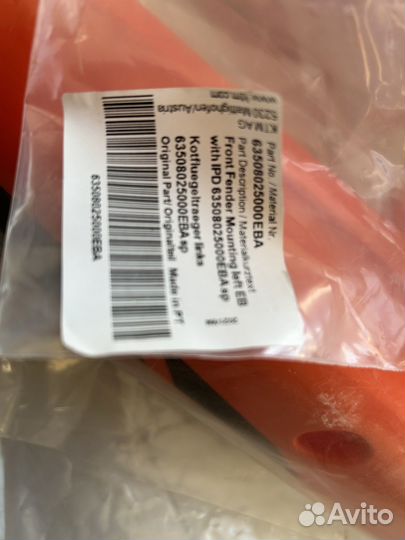 KTM AG
5230 Mattighofen/Austria
www.ktm.com
Part No. / Material Nr.
63508025000EBA
Part Description / Materialkurztext
Front Fender Mounting left EB
with IPD 63508025000EBA sp
Kotfluegeltraeger links
63508025000EBA sp
Original Part/ Originalteil Made in PT
63508025000EBA
Avito